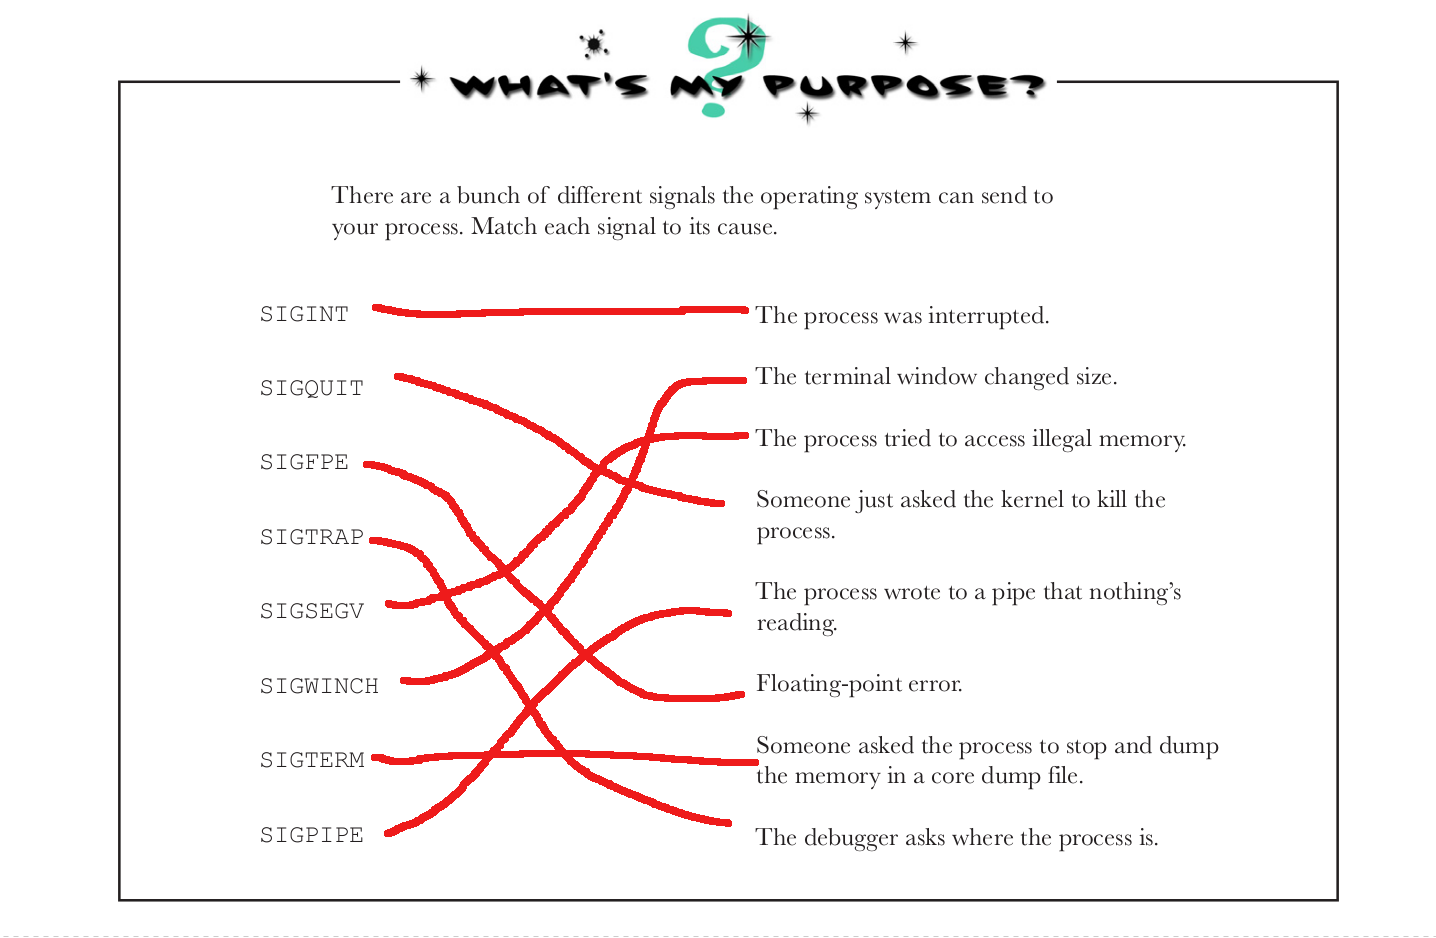 WHAT'S MY PURPOSE?
There are a bunch of different signals the operating system can send to
your process. Match each signal to its cause.
SIGINT
The process was interrupted.
SIGQUIT
The terminal window changed size.
SIGFPE
The process tried to access illegal memory.
SIGTRAP
Someone just asked the kernel to kill the
process.
SIGSEGV
The process wrote to a pipe that nothing's
reading.
SIGWINCH
Floating-point error.
SIGTERM
Someone asked the process to stop and dump
the memory in a core dump file.
SIGPIPE
The debugger asks where the process is.